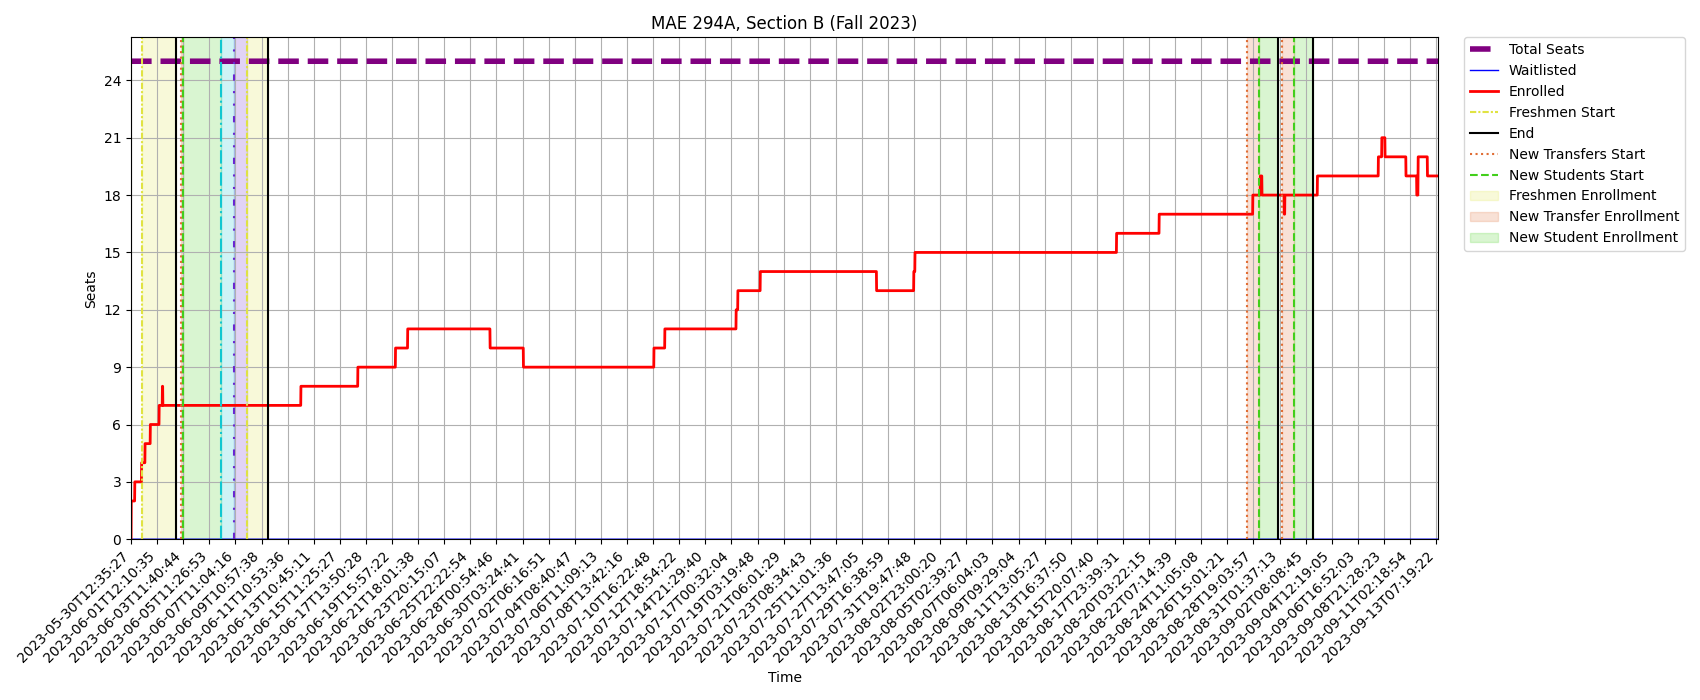 MAE 294A, Section B (Fall 2023)
Seats
24
21
18
15
12
9
6
3
0
2023-05-30T12:35:27
2023-06-01T12:10:35
2023-06-03T11:40:44
2023-06-05T11:26:53
2023-06-07T11:04:16
2023-06-09T10:57:38
2023-06-11T10:53:36
2023-06-13T10:45:11
2023-06-15T11:25:27
2023-06-17T13:50:28
2023-06-19T15:57:22
2023-06-21T18:01:38
2023-06-23T20:15:07
2023-06-25T22:22:54
2023-06-28T00:54:46
2023-06-30T03:24:41
2023-07-02T06:16:51
2023-07-04T08:40:47
2023-07-06T11:09:13
2023-07-08T13:42:16
2023-07-10T16:22:48
2023-07-12T18:54:22
2023-07-14T21:29:40
2023-07-17T00:32:04
2023-07-19T03:19:48
2023-07-21T06:01:29
2023-07-23T08:34:43
2023-07-25T11:01:36
2023-07-27T13:47:05
2023-07-29T16:38:59
2023-07-31T19:47:48
2023-08-02T23:00:20
2023-08-05T02:39:27
2023-08-07T06:04:03
2023-08-09T09:29:04
2023-08-11T13:05:27
2023-08-13T16:37:50
2023-08-15T20:07:40
2023-08-17T23:39:31
2023-08-20T03:22:15
2023-08-22T07:14:39
2023-08-24T11:05:08
2023-08-26T15:01:21
2023-08-28T19:03:57
2023-08-31T01:37:13
2023-09-02T08:08:45
2023-09-04T12:19:05
2023-09-06T16:52:03
2023-09-08T21:28:23
2023-09-11T02:18:54
2023-09-13T07:19:22
Time
Total Seats
Waitlisted
Enrolled
Freshmen Start
End
New Transfers Start
New Students Start
Freshmen Enrollment
New Transfer Enrollment
New Student Enrollment